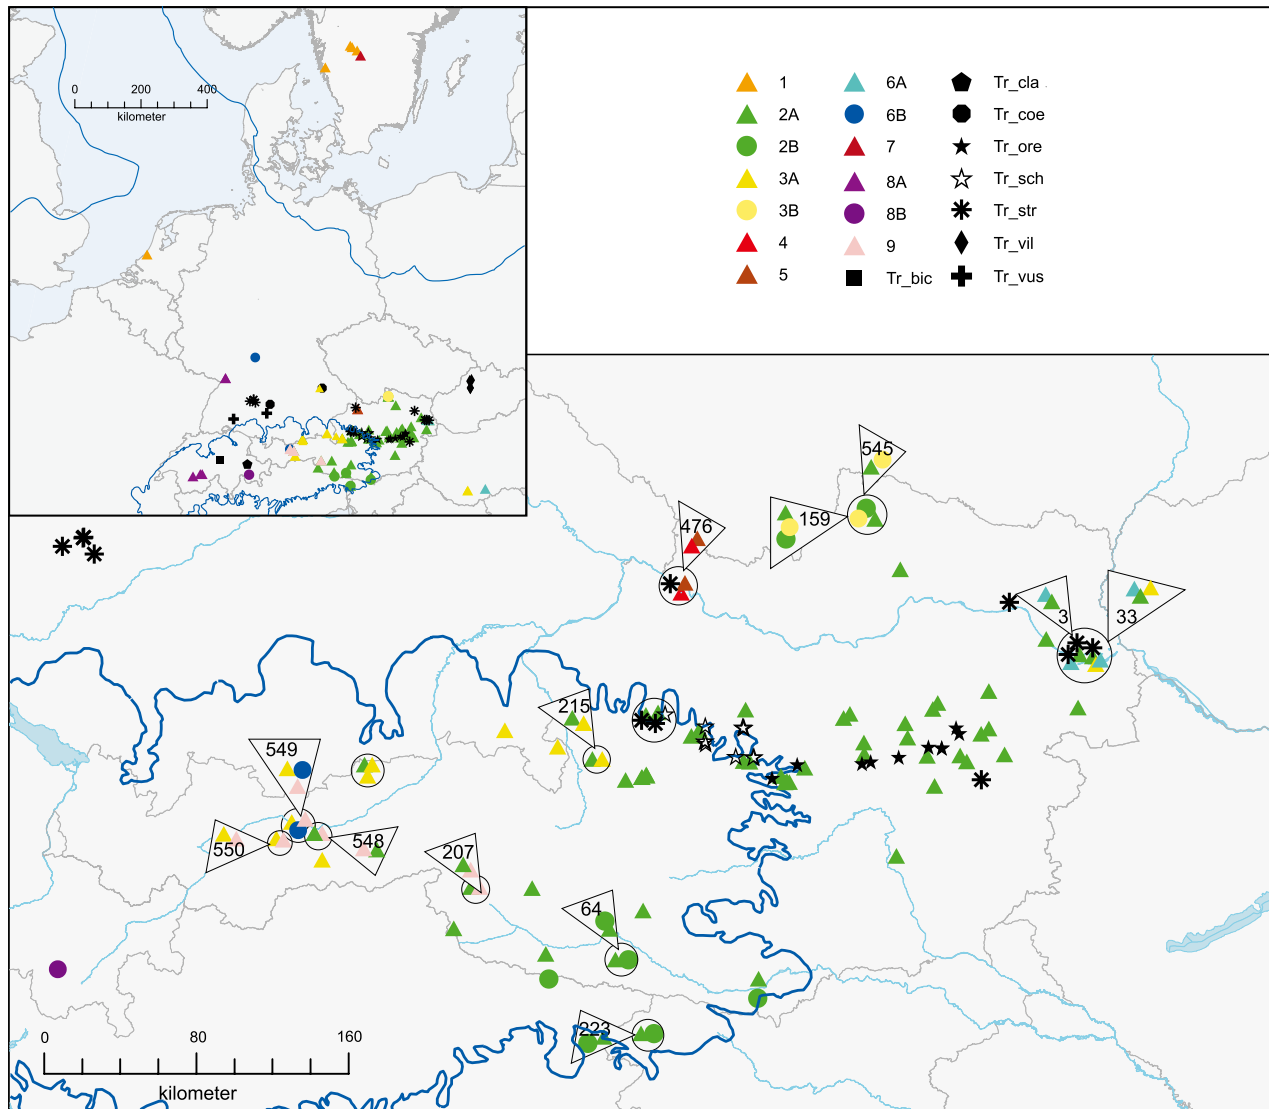 0 200 400
kilometer
1
2A
2B
3A
3B
4
5
6A
6B
7
8A
8B
9
Tr_bic
Tr_cla
Tr_coe
Tr_ore
Tr_sch
Tr_str
Tr_vil
Tr_vus
545
476
159
3
33
215
549
550
548
207
64
223
0 80 160
kilometer